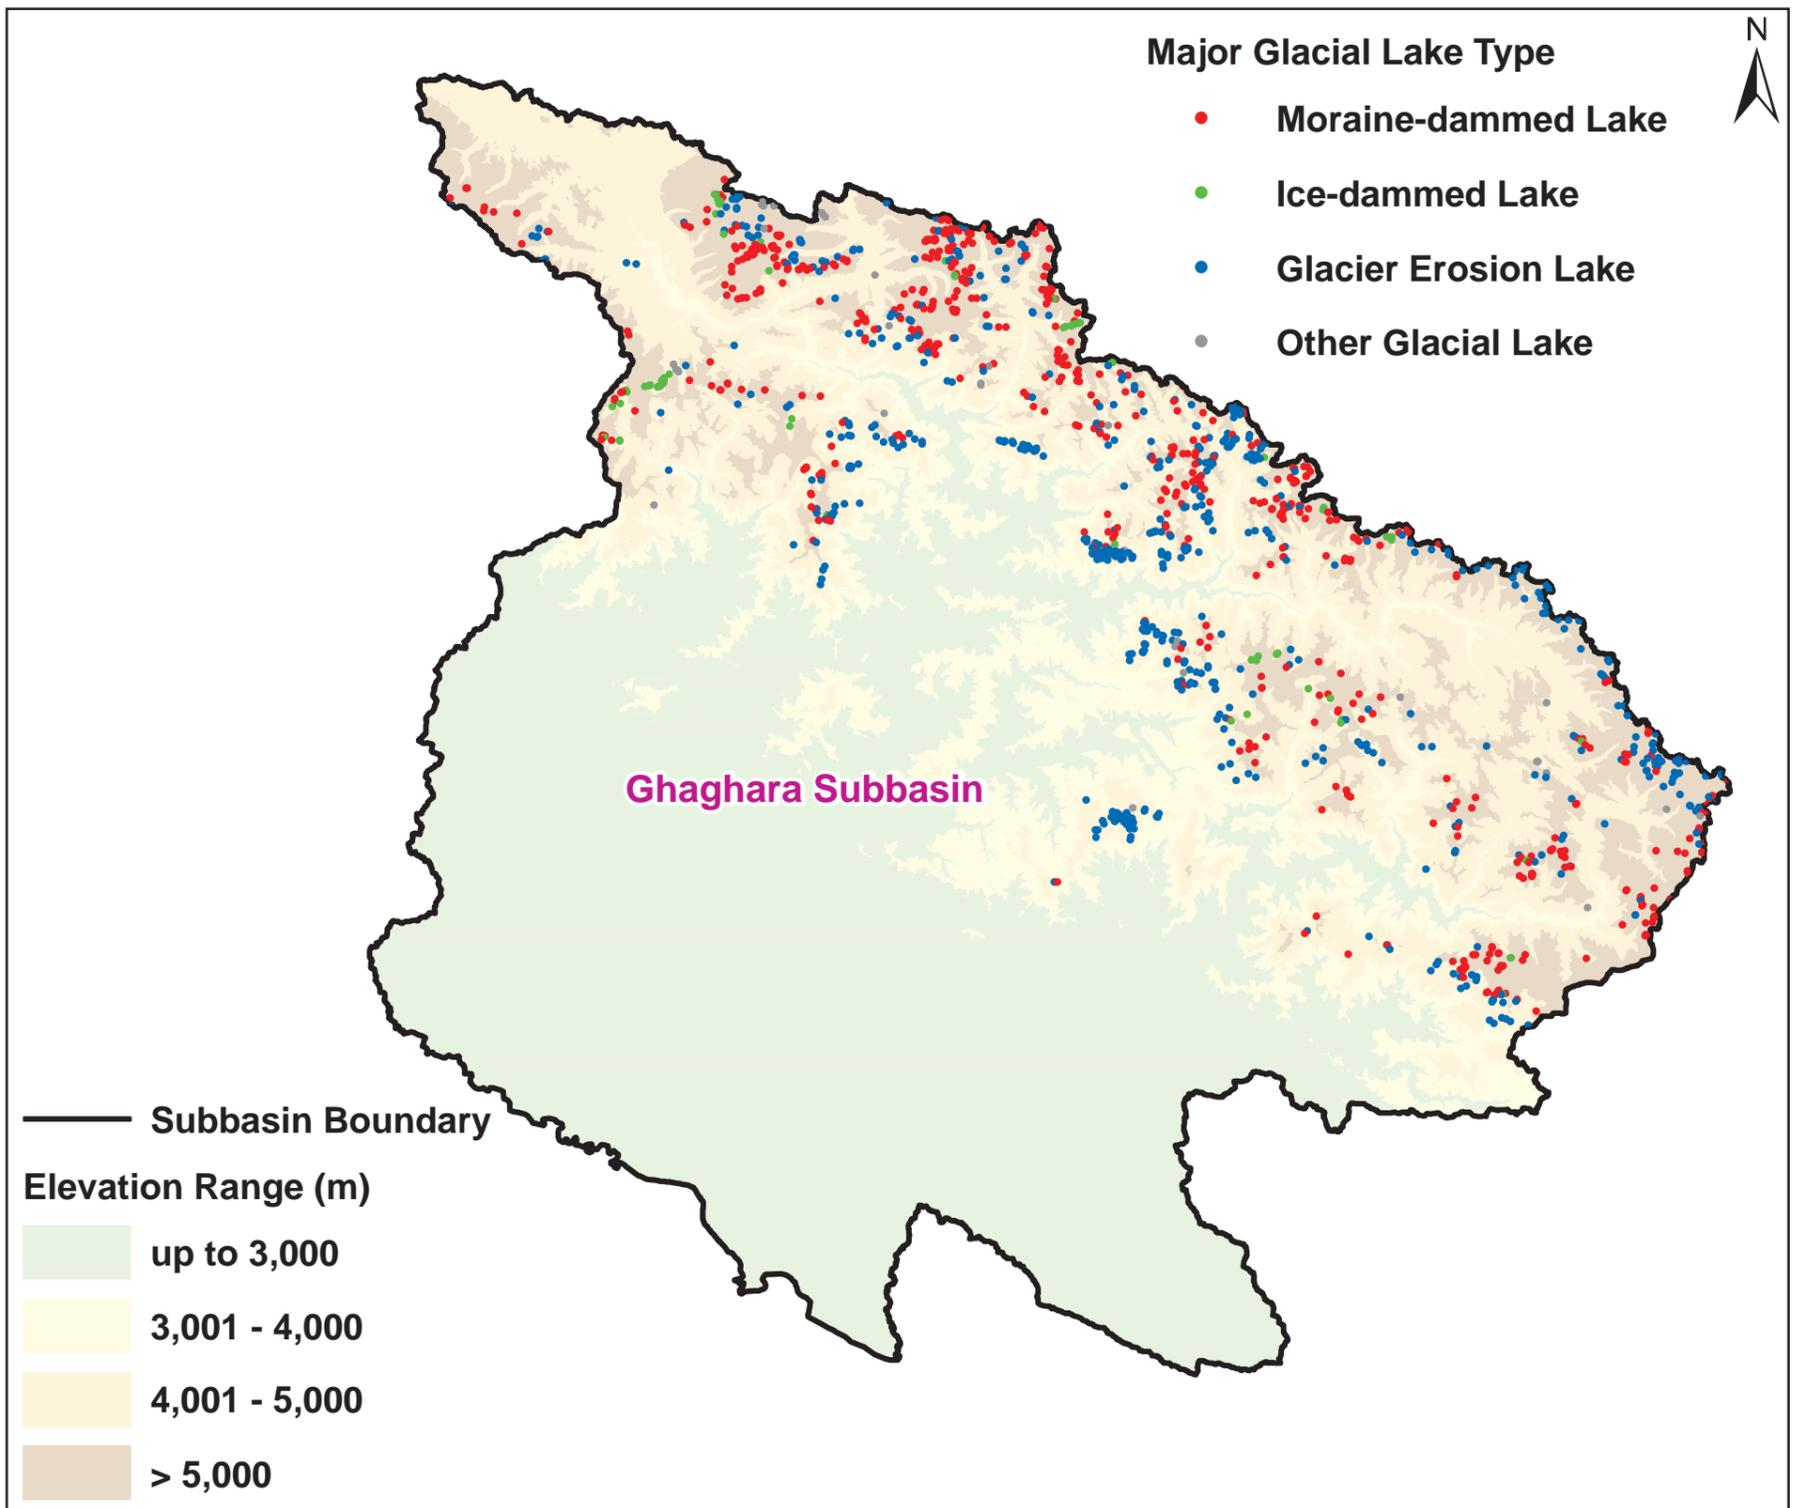 N
Major Glacial Lake Type
Moraine-dammed Lake
Ice-dammed Lake
Glacier Erosion Lake
Other Glacial Lake
Ghaghara Subbasin
Subbasin Boundary
Elevation Range (m)
up to 3,000
3,001 - 4,000
4,001 - 5,000
> 5,000